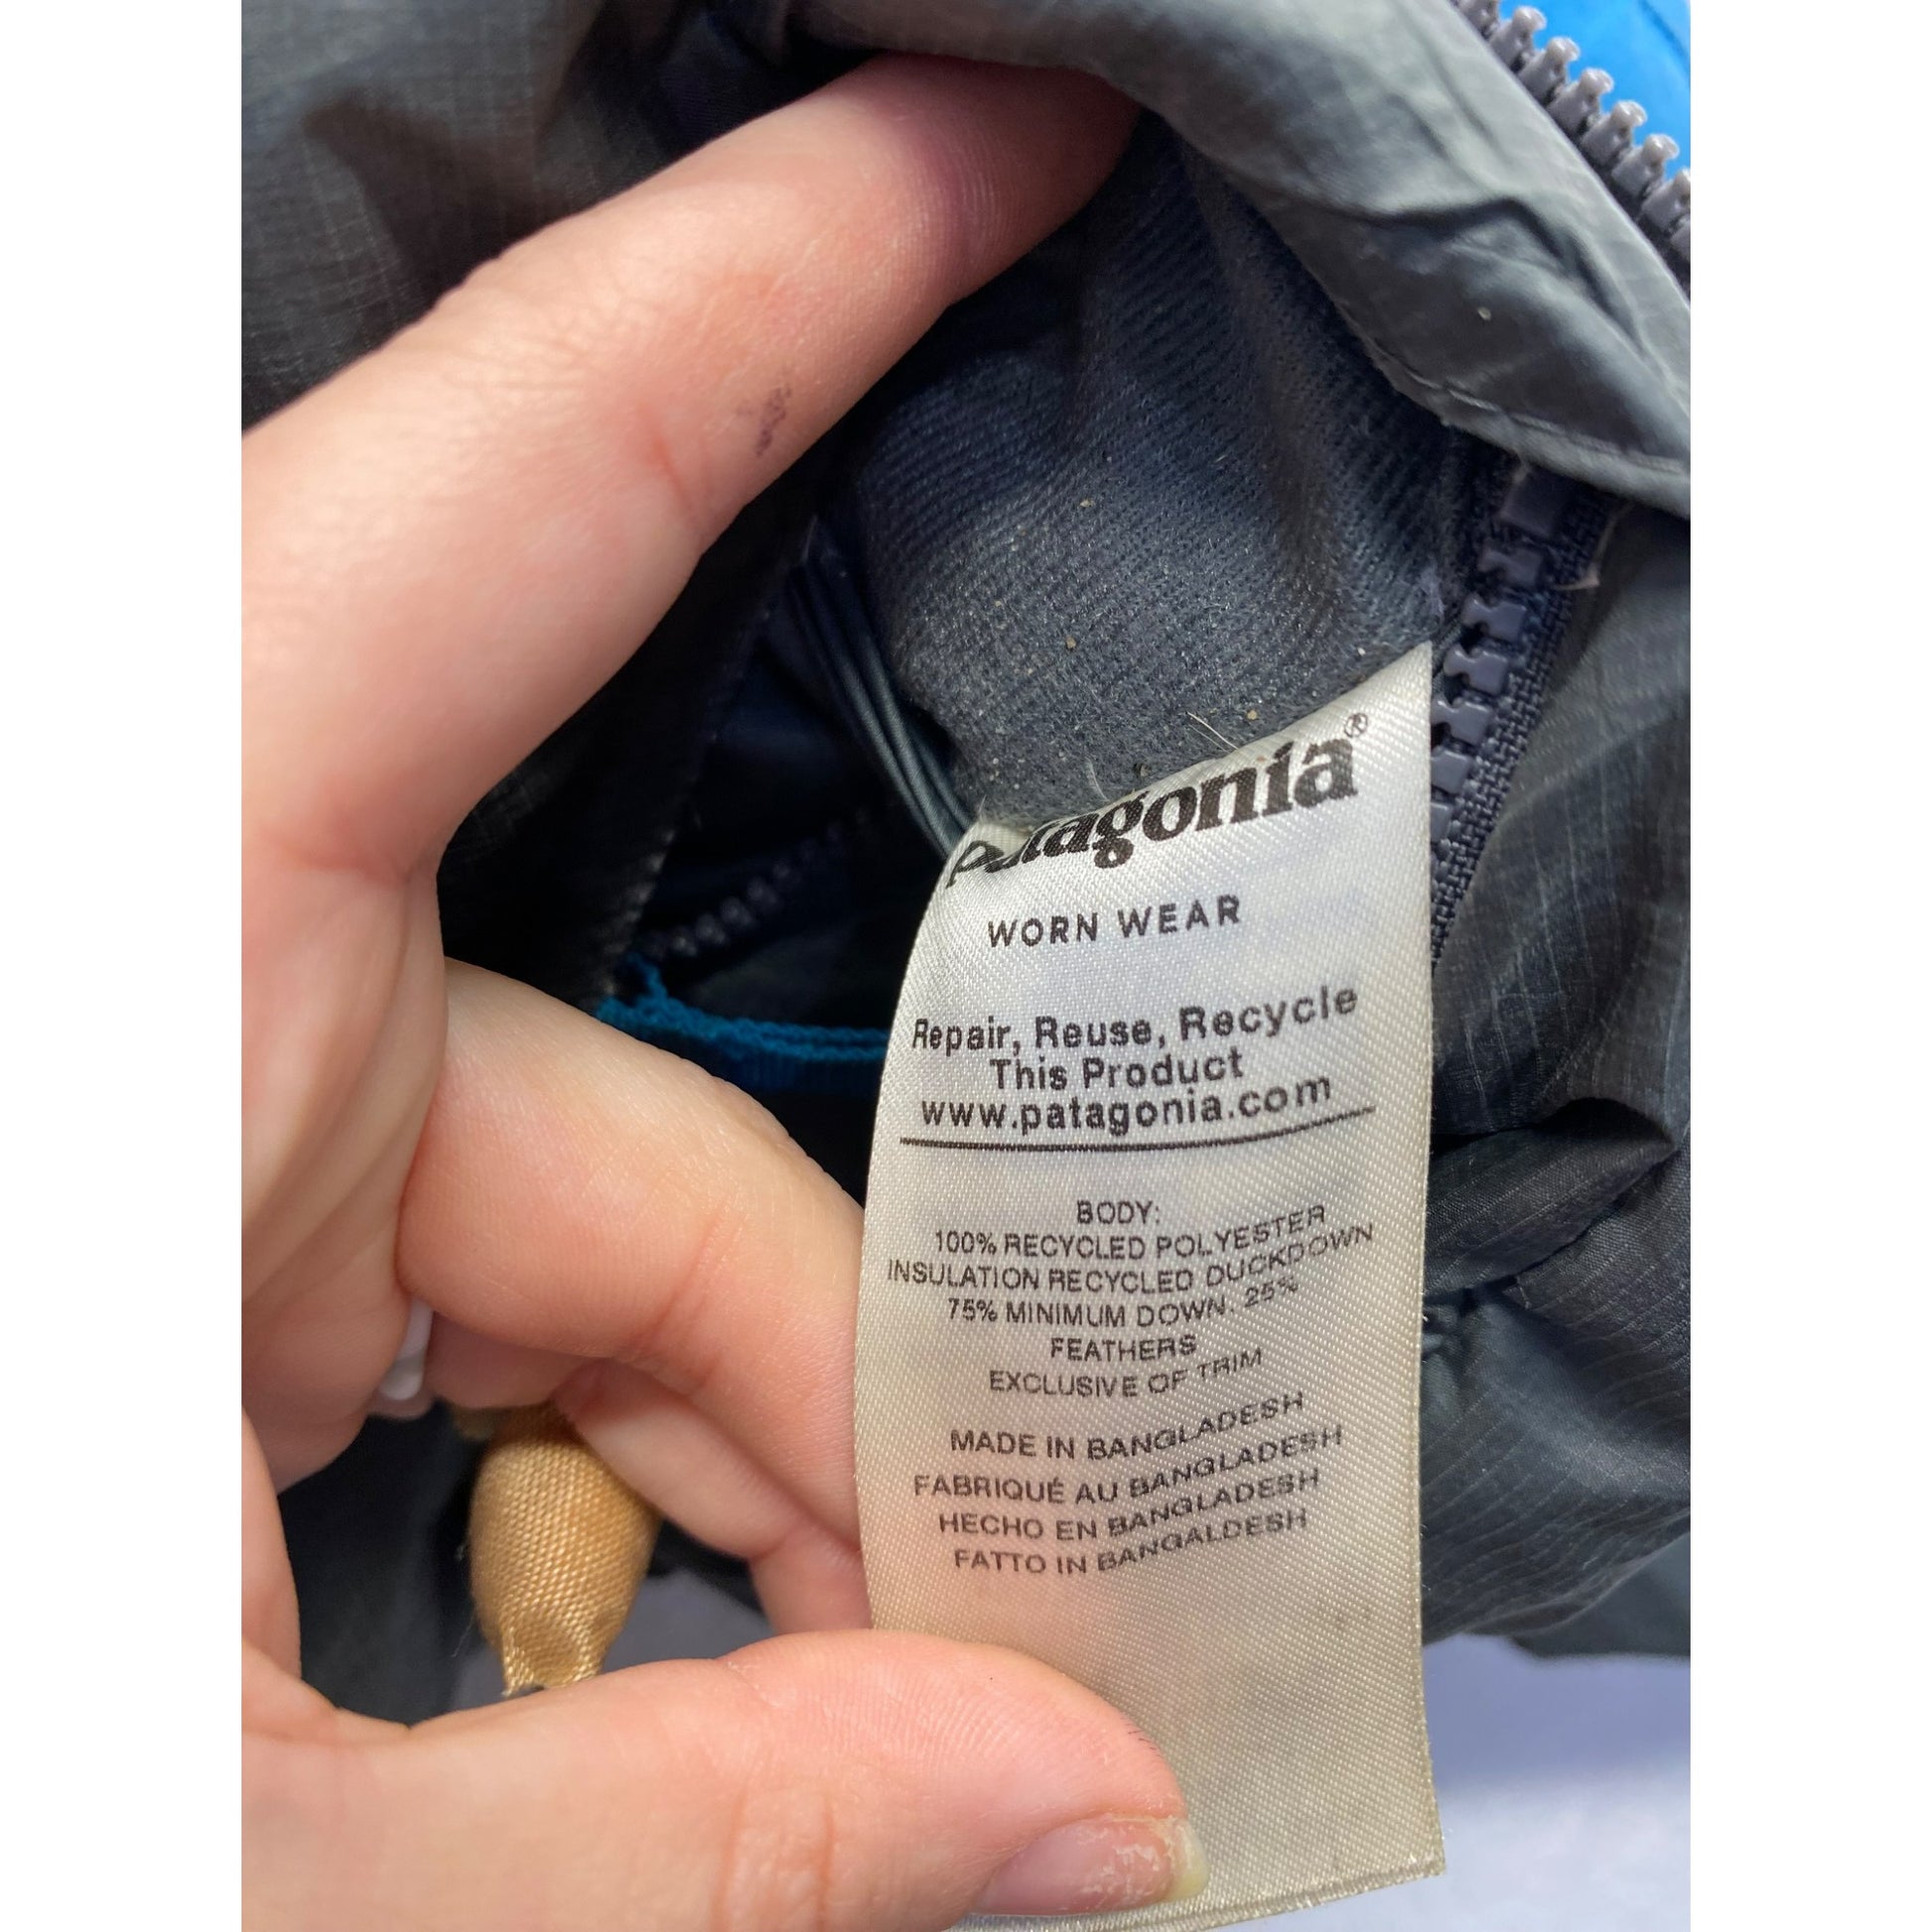 patagonia®
WORN WEAR
Repair, Reuse, Recycle
This Product
www.patagonia.com
BODY:
100% RECYCLED POLYESTER
INSULATION RECYCLED DUCKDOWN
75% MINIMUM DOWN. 25%
FEATHERS
EXCLUSIVE OF TRIM
MADE IN BANGLADESH
FABRIQUÉ AU BANGLADESH
HECHO EN BANGLADESH
FATTO IN BANGALDESH